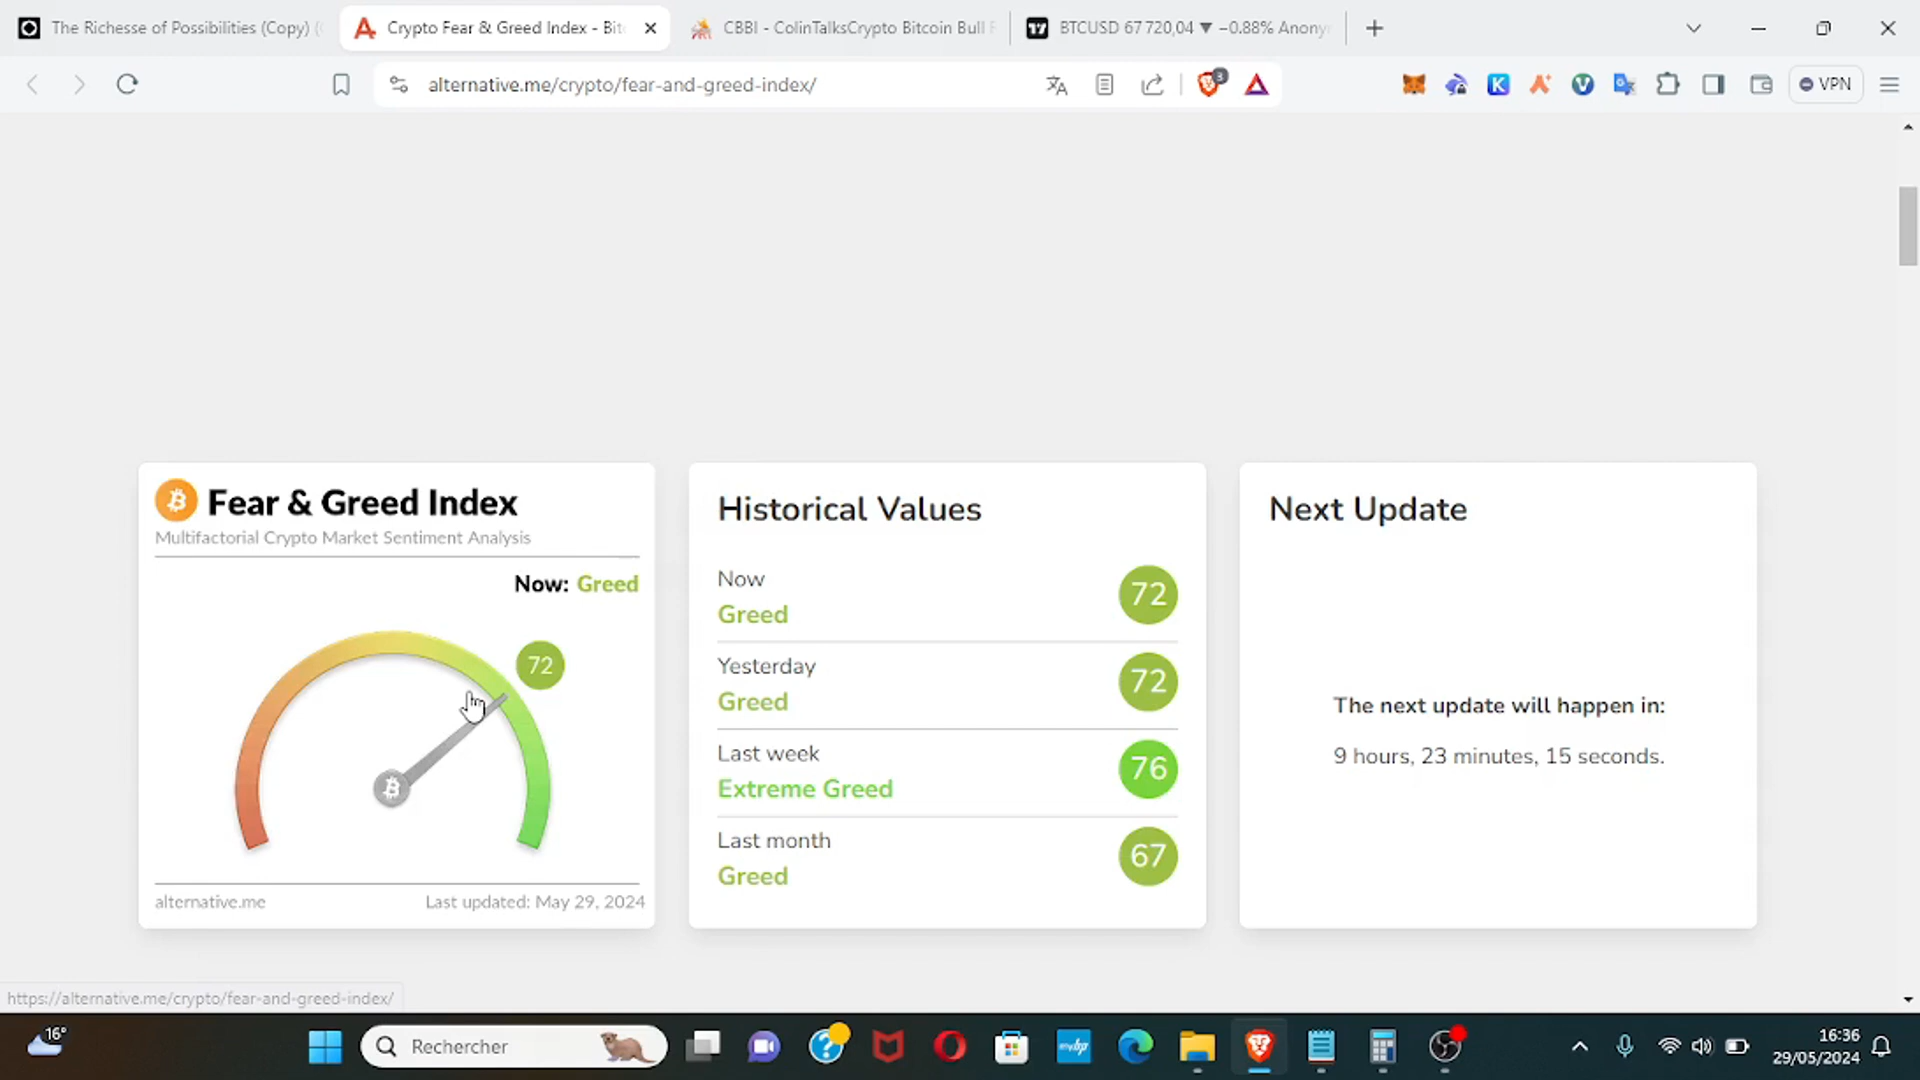 The Richesse of Possibilities (Copy) (
Crypto Fear & Greed Index - Bit
CBBI - ColinTalksCrypto Bitcoin Bull R
BTCUSD 67 720,04 ▼ −0.88% Anony
alternative.me/crypto/fear-and-greed-index/
3
VPN
Fear & Greed Index
Multifactorial Crypto Market Sentiment Analysis
Now: Greed
72
alternative.me
Last updated: May 29, 2024
Historical Values
Now
Greed
72
Yesterday
Greed
72
Last week
Extreme Greed
76
Last month
Greed
67
Next Update
The next update will happen in:
9 hours, 23 minutes, 15 seconds.
https://alternative.me/crypto/fear-and-greed-index/
16°
Rechercher
16:36
29/05/2024